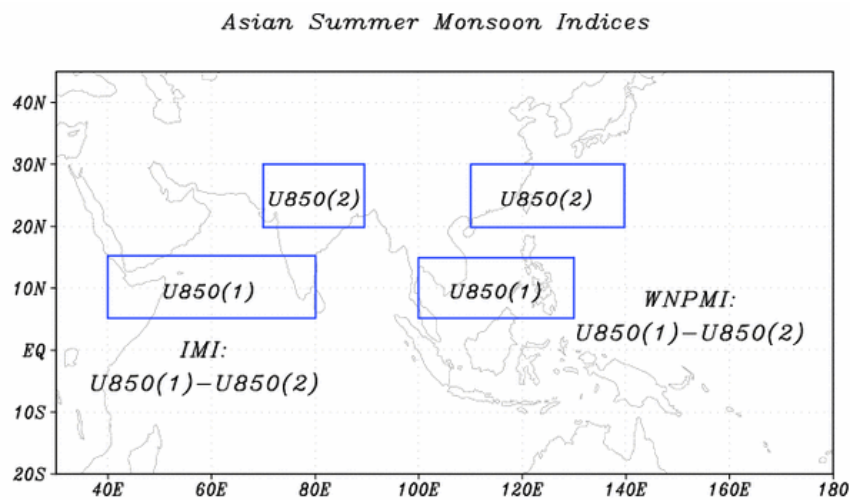 Asian Summer Monsoon Indices
40N
30N
U850(2)
U850(2)
20N
10N
U850(1)
U850(1)
WNPMI:
U850(1)-U850(2)
EQ
IMI:
U850(1)-U850(2)
10S
20S
40E
60E
80E
100E
120E
140E
160E
180